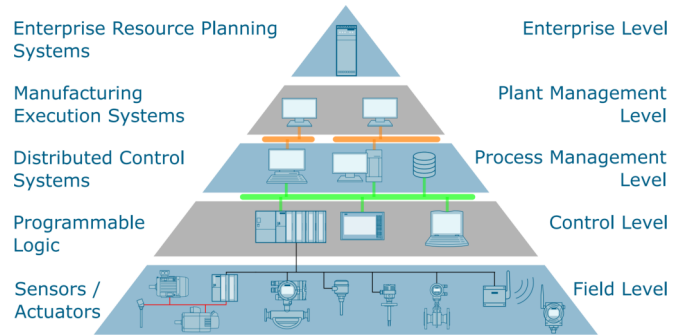 Enterprise Resource Planning
Systems
Enterprise Level
Manufacturing
Execution Systems
Plant Management
Level
Distributed Control
Systems
Process Management
Level
Programmable
Logic
Control Level
Sensors /
Actuators
Field Level